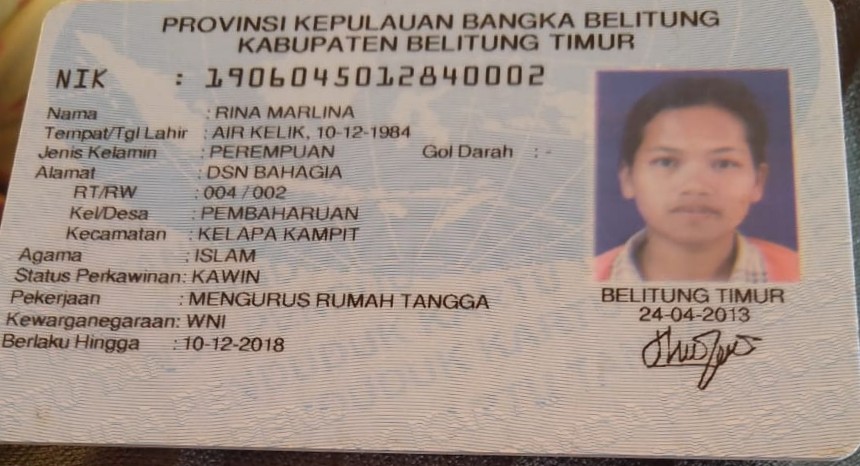 PROVINSI KEPULAUAN BANGKA BELITUNG
KABUPATEN BELITUNG TIMUR
NIK : 1906045012840002
Nama : RINA MARLINA
Tempat/Tgl Lahir : AIR KELIK, 10-12-1984
Jenis Kelamin : PEREMPUAN Gol Darah : -
Alamat : DSN BAHAGIA
RT/RW : 004 / 002
Kel/Desa : PEMBAHARUAN
Kecamatan : KELAPA KAMPIT
Agama : ISLAM
Status Perkawinan: KAWIN
Pekerjaan : MENGURUS RUMAH TANGGA
Kewarganegaraan: WNI
Berlaku Hingga : 10-12-2018
BELITUNG TIMUR
24-04-2013